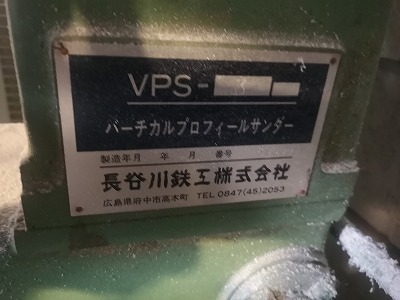 VPS-
バーチカルプロフィールサンダー
製造年月 年 月 番号
長谷川鉄工株式会社
広島県府中市高木町 TEL 0847(45)2053